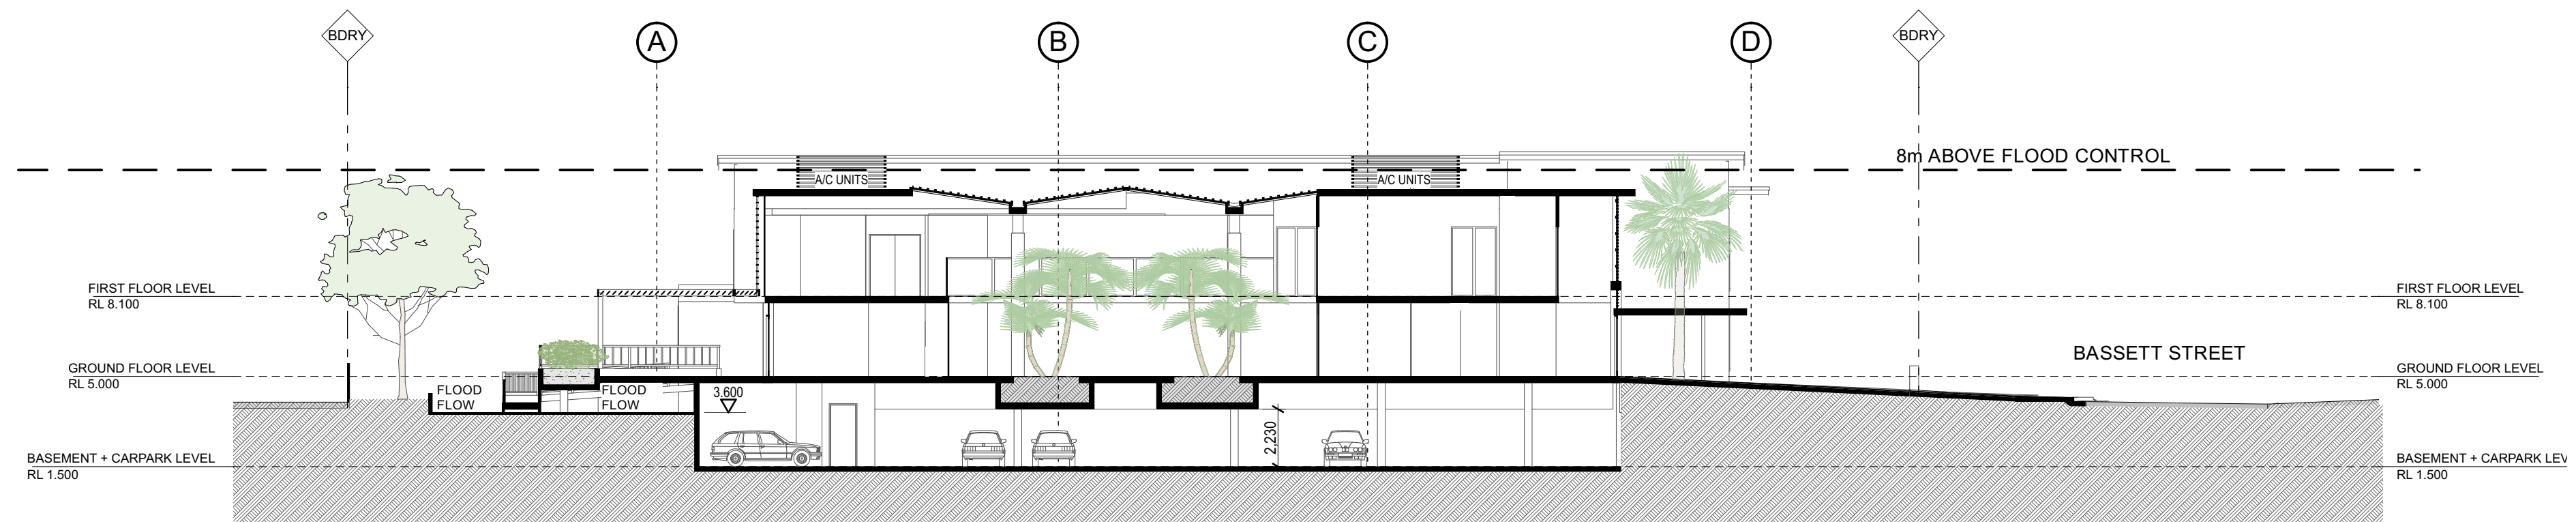 BDRY
A
B
C
D
BDRY
8m ABOVE FLOOD CONTROL
A/C UNITS
A/C UNITS
FIRST FLOOR LEVEL
RL 8.100
FIRST FLOOR LEVEL
RL 8.100
BASSETT STREET
GROUND FLOOR LEVEL
RL 5.000
GROUND FLOOR LEVEL
RL 5.000
FLOOD
FLOW
FLOOD
FLOW
3.600
2,230
BASEMENT + CARPARK LEVEL
RL 1.500
BASEMENT + CARPARK LEV
RL 1.500